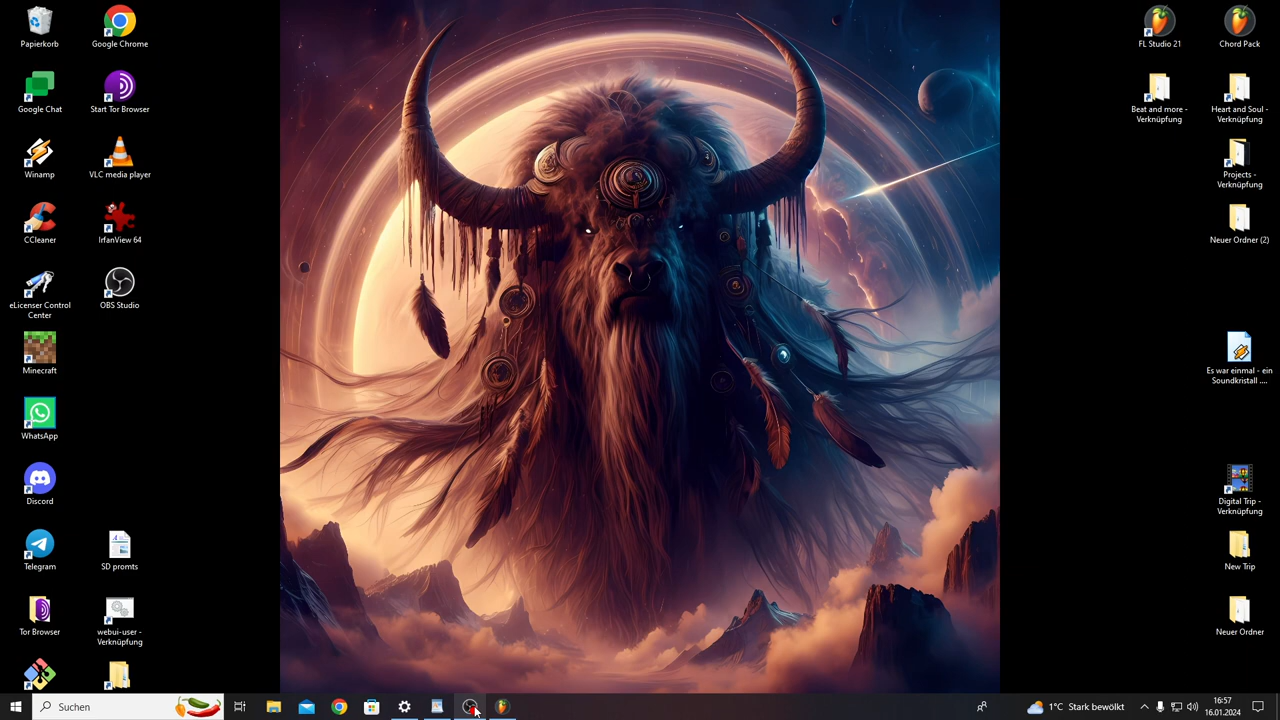 Papierkorb
Google Chrome
Google Chat
Start Tor Browser
Winamp
VLC media player
CCleaner
IrfanView 64
eLicenser Control
Center
OBS Studio
Minecraft
WhatsApp
Discord
Telegram
SD promts
Tor Browser
webui-user -
Verknüpfung
FL Studio 21
Chord Pack
Beat and more -
Verknüpfung
Heart and Soul -
Verknüpfung
Projects -
Verknüpfung
Neuer Ordner (2)
Es war einmal - ein
Soundkristall ....
Digital Trip -
Verknüpfung
New Trip
Neuer Ordner
Suchen
1°C Stark bewölkt
16:57
16.01.2024